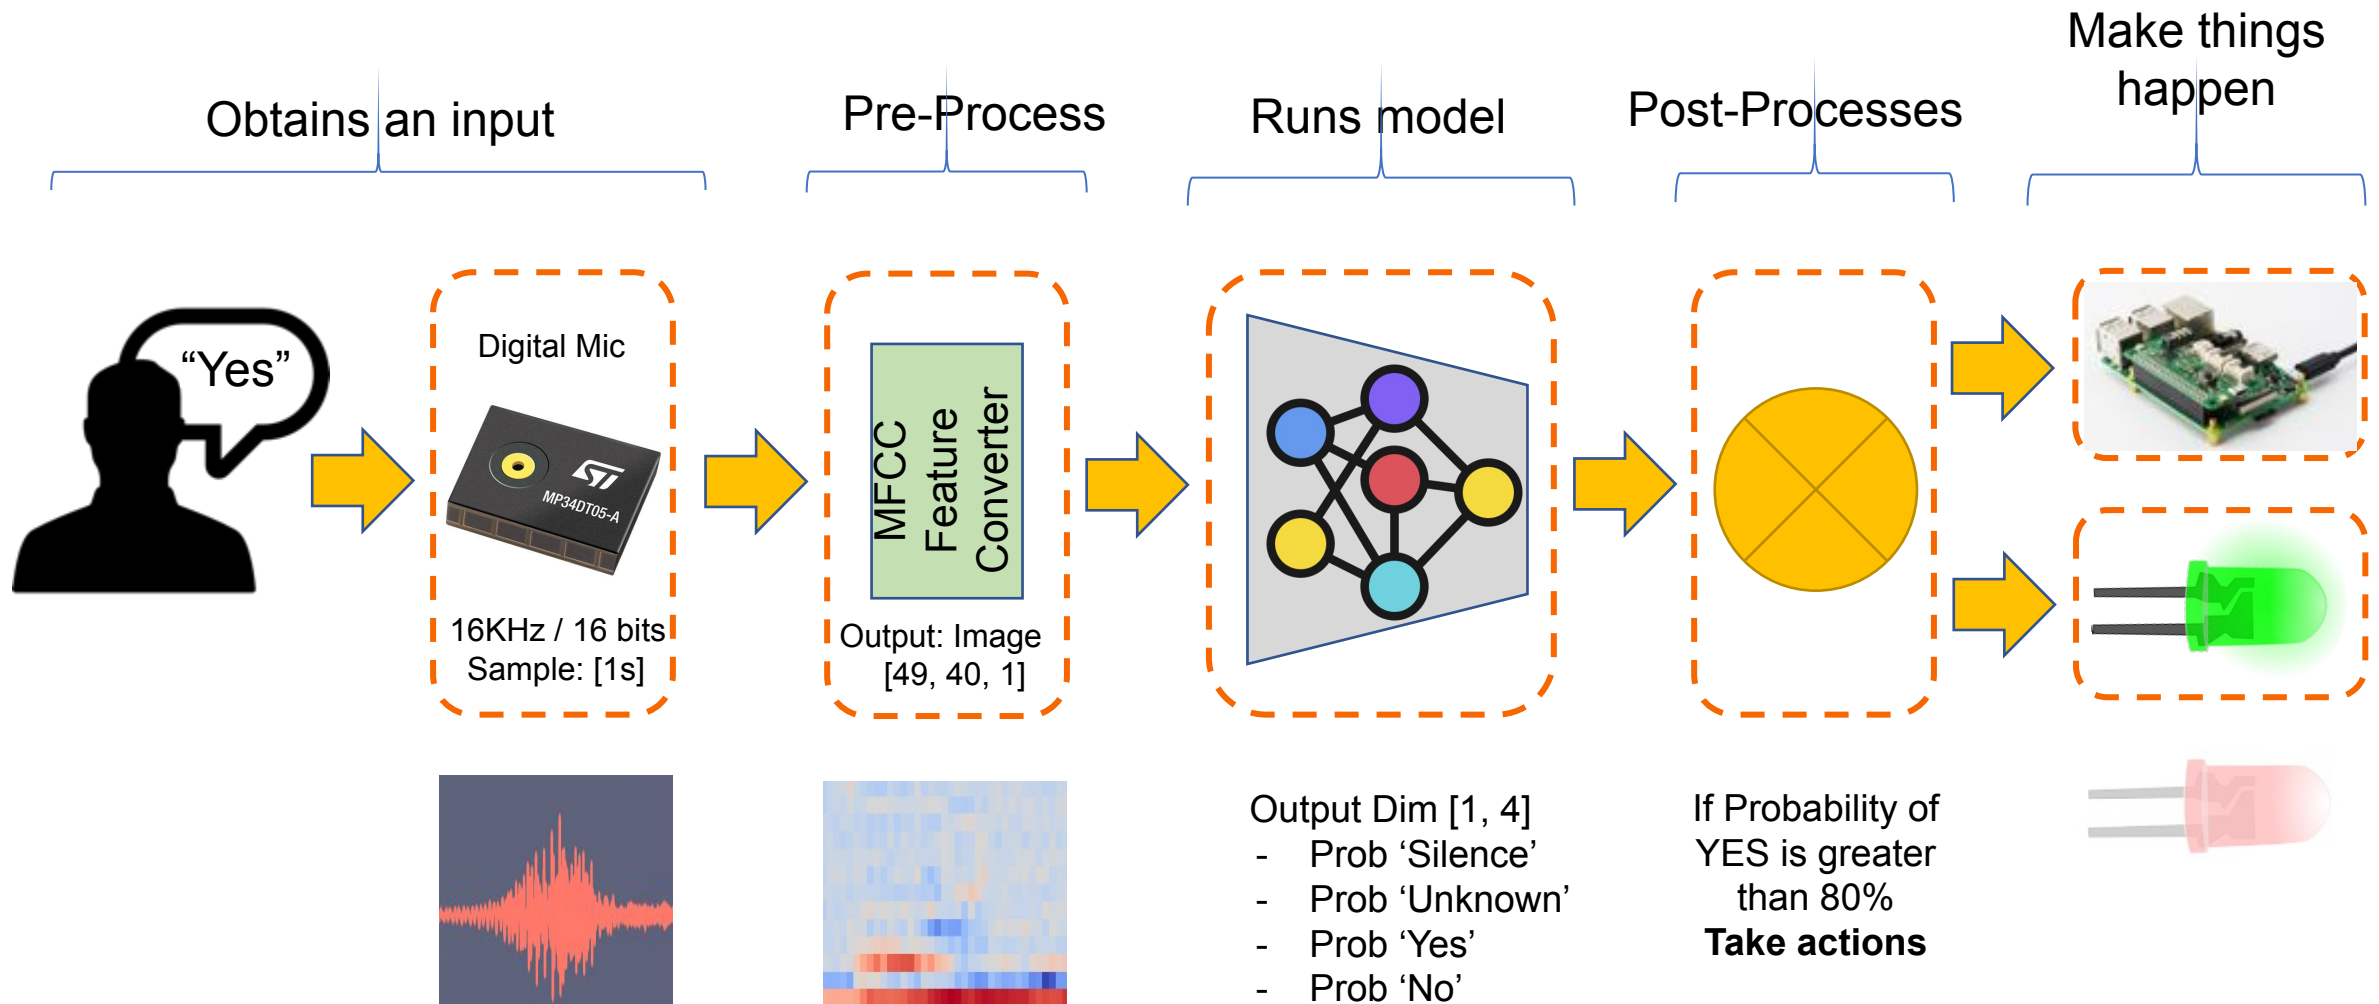 Obtains an input
Pre-Process
Runs model
Post-Processes
Make things
happen
“Yes”
Digital Mic
ST
MP34DT05-A
16KHz / 16 bits
Sample: [1s]
MFCC
Feature
Converter
Output: Image
[49, 40, 1]
Output Dim [1, 4]
- Prob ‘Silence’
- Prob ‘Unknown’
- Prob ‘Yes’
- Prob ‘No’
If Probability of
YES is greater
than 80%
Take actions